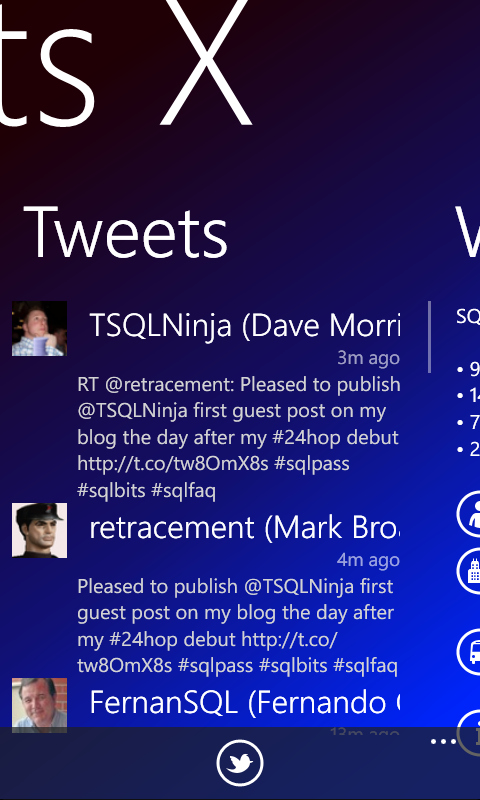 ts X
Tweets
TSQLNinja (Dave Morri
3m ago
RT @retracement: Pleased to publish
@TSQLNinja first guest post on my
blog the day after my #24hop debut
http://t.co/tw8OmX8s #sqlpass
#sqlbits #sqlfaq
retracement (Mark Bro
4m ago
Pleased to publish @TSQLNinja first
guest post on my blog the day after
my #24hop debut http://t.co/
tw8OmX8s #sqlpass #sqlbits #sqlfaq
FernanSQL (Fernando
13m ago
SQ
• 9
• 14
• 7
• 2